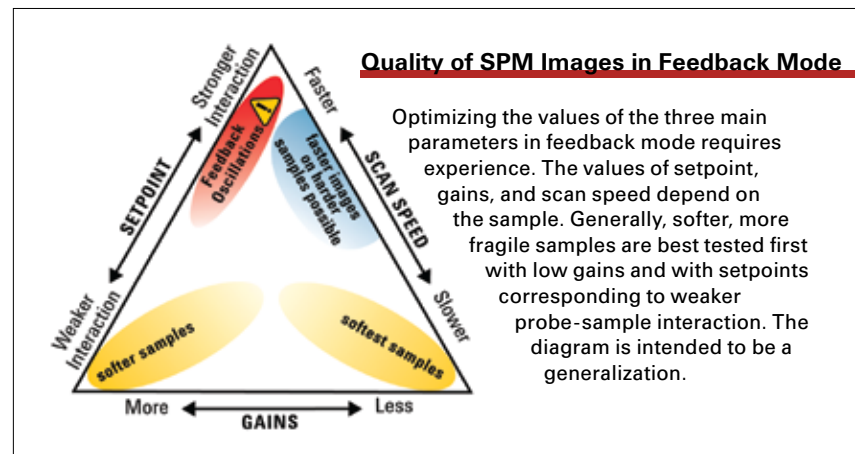 Quality of SPM Images in Feedback Mode
Optimizing the values of the three main
parameters in feedback mode requires
experience. The values of setpoint,
gains, and scan speed depend on
the sample. Generally, softer, more
fragile samples are best tested first
with low gains and with setpoints
corresponding to weaker
probe-sample interaction. The
diagram is intended to be a
generalization.
Stronger
Interaction
SETPOINT
Weaker
Interaction
Faster
SCAN SPEED
Slower
Feedback
Oscillations
!
faster images
on harder
samples possible
softer samples
softest samples
More
Less
GAINS